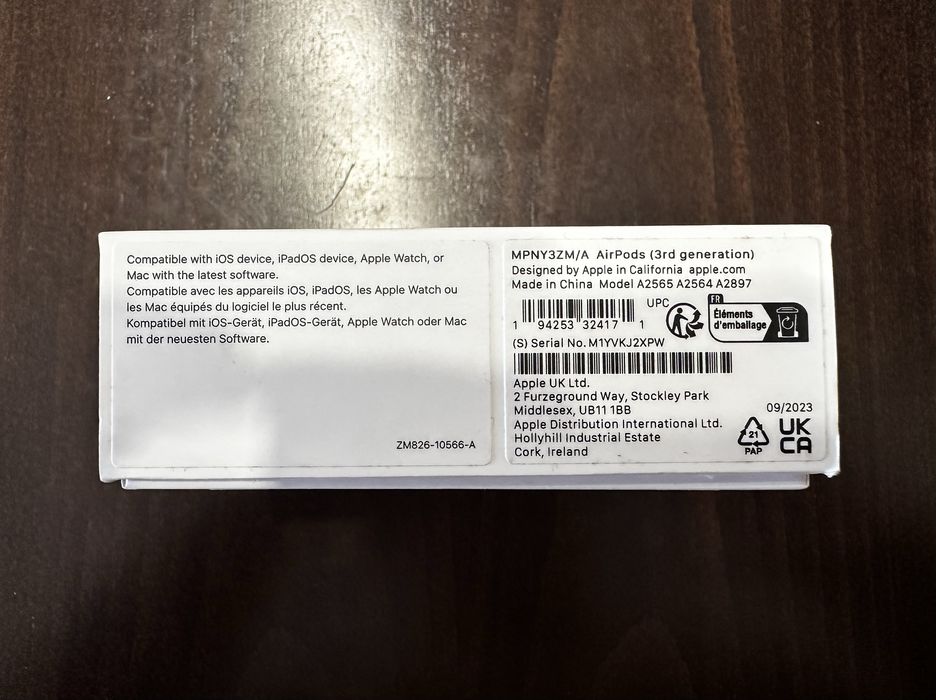 Compatible with iOS device, iPadOS device, Apple Watch, or
Mac with the latest software.
Compatible avec les appareils iOS, iPadOS, les Apple Watch ou
les Mac équipés du logiciel le plus récent.
Kompatibel mit iOS-Gerät, iPadOS-Gerät, Apple Watch oder Mac
mit der neuesten Software.
ZM826-10566-A
MPNY3ZM/A AirPods (3rd generation)
Designed by Apple in California apple.com
Made in China Model A2565 A2564 A2897
UPC
1 94253 32417 1
FR
Éléments
d'emballage
(S) Serial No. M1YVKJ2XPW
Apple UK Ltd.
2 Furzeground Way, Stockley Park
Middlesex, UB11 1BB
Apple Distribution International Ltd.
Hollyhill Industrial Estate
Cork, Ireland
09/2023
21
PAP
UK
CA